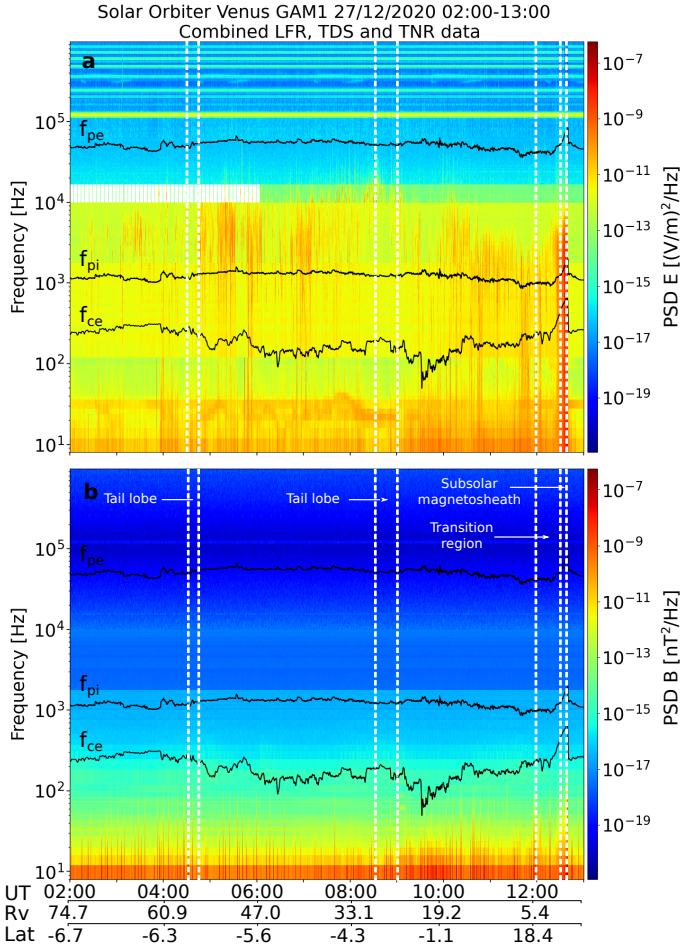 Solar Orbiter Venus GAM1 27/12/2020 02:00-13:00
Combined LFR, TDS and TNR data
a
f_pe
f_pi
f_ce
10^5
10^4
10^3
10^2
10^1
Frequency [Hz]
10^-7
10^-9
10^-11
10^-13
10^-15
10^-17
10^-19
PSD E [(V/m)^2/Hz]
b
Tail lobe
Tail lobe
Subsolar
magnetosheath
Transition
region
f_pe
f_pi
f_ce
10^5
10^4
10^3
10^2
10^1
Frequency [Hz]
10^-7
10^-9
10^-11
10^-13
10^-15
10^-17
10^-19
PSD B [nT^2/Hz]
UT 02:00 04:00 06:00 08:00 10:00 12:00
Rv 74.7 60.9 47.0 33.1 19.2 5.4
Lat -6.7 -6.3 -5.6 -4.3 -1.1 18.4